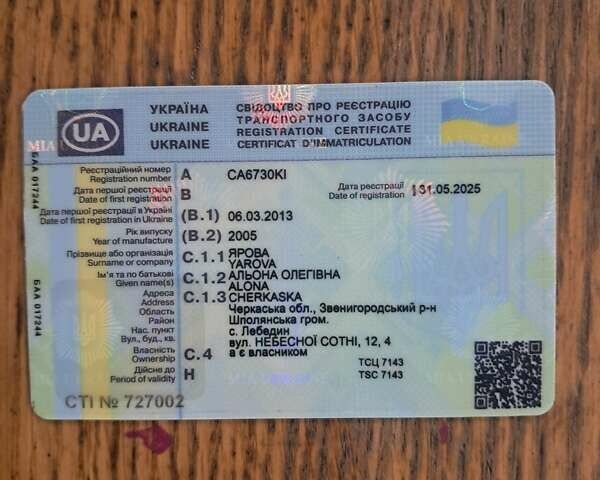 УКРАЇНА
UKRAINE
UKRAINE
СВІДОЦТВО ПРО РЕЄСТРАЦІЮ
ТРАНСПОРТНОГО ЗАСОБУ
REGISTRATION CERTIFICATE
CERTIFICAT D'IMMATRICULATION
UA
Реєстраційний номер A CA6730KI
Registration number
Дата першої реєстрації B Дата реєстрації 31.05.2025
Date of first registration Date of registration
Дата першої реєстрації в Україні (B.1) 06.03.2013
Date of first registration in Ukraine
Рік випуску (B.2) 2005
Year of manufacture
Прізвище або організація C.1.1 ЯРОВА
Surname or company YAROVA
Ім'я та по батькові C.1.2 АЛЬОНА ОЛЕГІВНА
Given name(s) ALONA
Адреса C.1.3 CHERKASKA
Address Черкаська обл., Звенигородський р-н
Область Шполянська гром.
Район с. Лебедин
Нас. пункт вул. НЕБЕСНОЇ СОТНІ, 12, 4
Вул., буд., кв.
Власність C.4 а є власником
Ownership ТСЦ 7143
Дійсне до H TSC 7143
Period of validity
СТІ № 727002
БАА 017244
БАА 017244